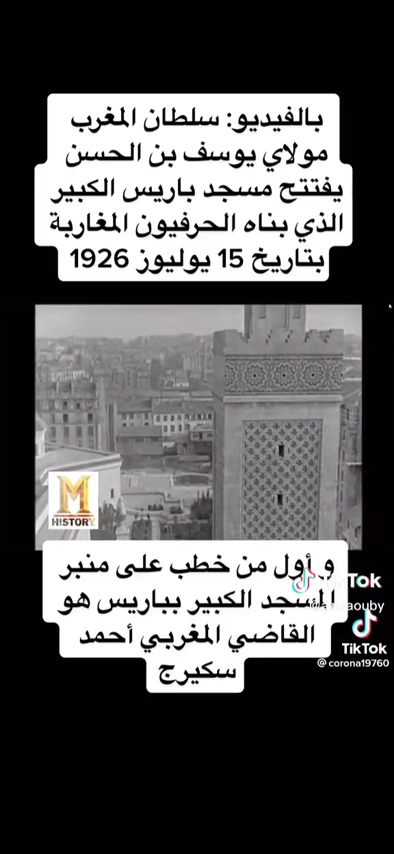 بالفيديو: سلطان المغرب
مولاي يوسف بن الحسن
يفتتح مسجد باريس الكبير
الذي بناه الحرفيون المغاربة
بتاريخ 15 يوليوز 1926
HISTORY
و أول من خطب على منبر
المسجد الكبير بباريس هو
القاضي المغربي أحمد
سكيرج
Tok
TikTok
@corona19760